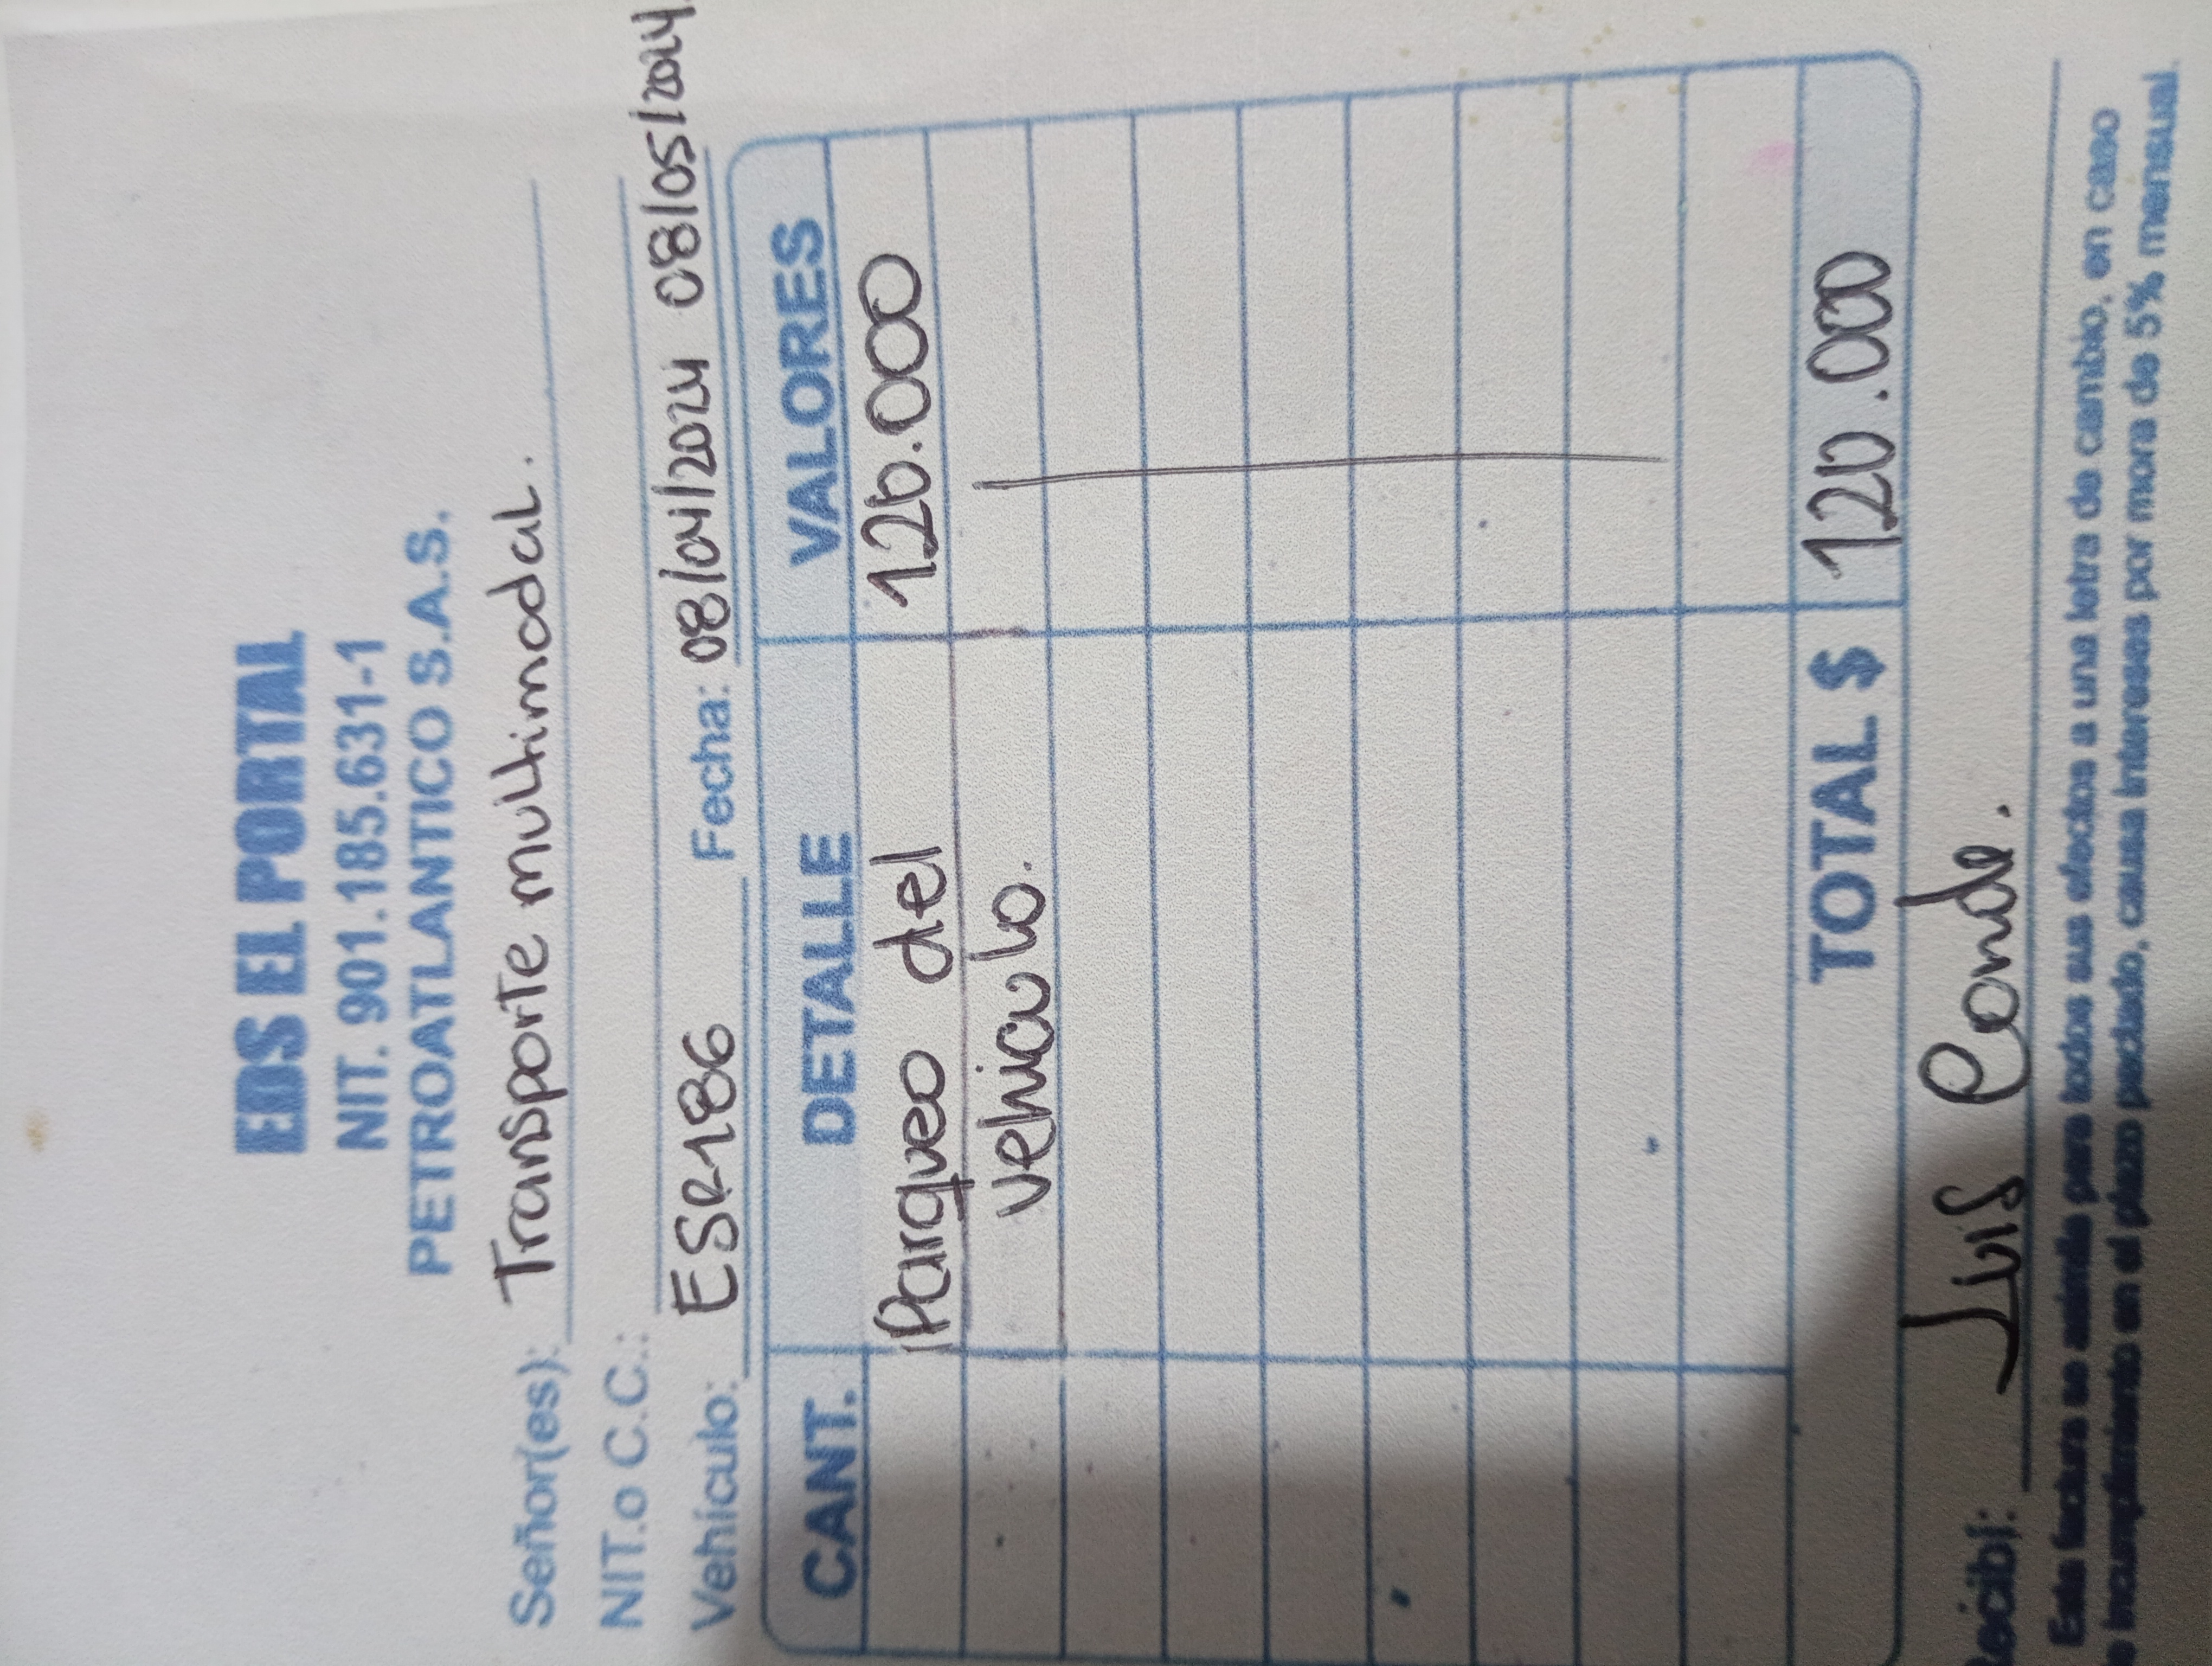 EDS EL PORTAL
NIT. 901.185.631-1
PETROATLANTICO S.A.S.
Señor(es): Transporte multimodal.
NIT.o C.C.:
Vehículo: ESR186 Fecha: 08/04/2024 08/05/2024
CANT. DETALLE VALORES
Parqueo del 120.000
vehiculo.
TOTAL $ 120.000
Recibí: Luis Conde.
Esta factura se asimila para todos sus efectos a una letra de cambio, en caso
de incumplimiento en el plazo pactado, causa intereses por mora de 5% mensual.